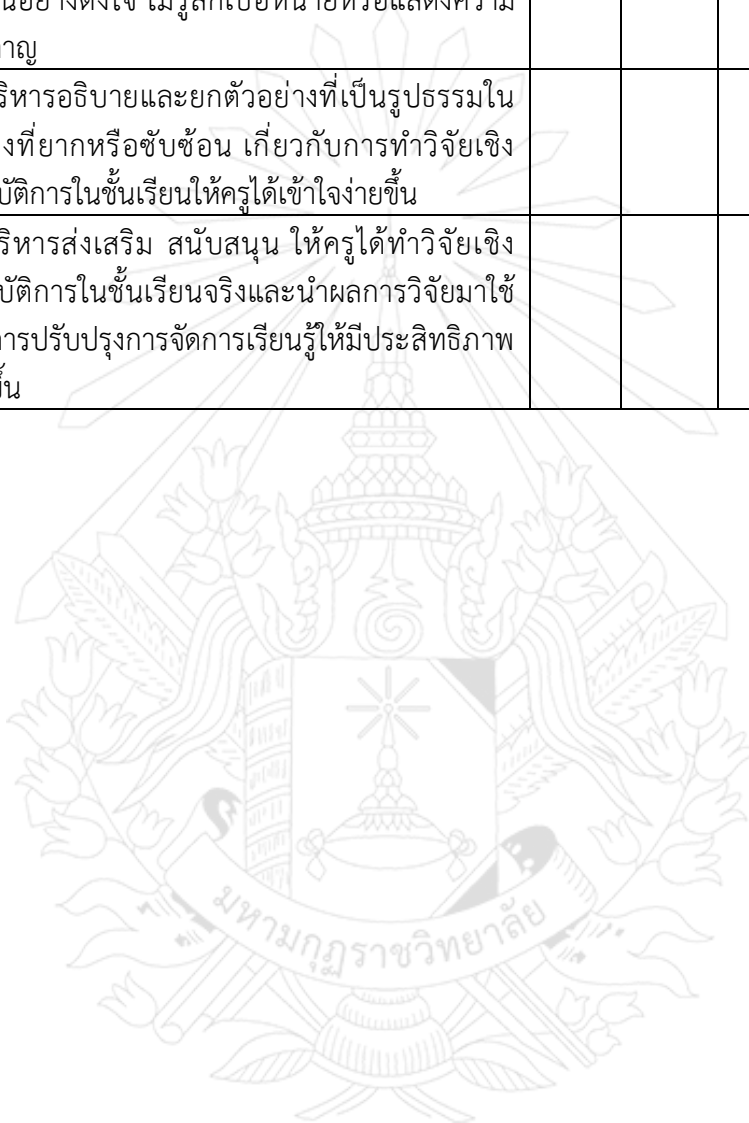 นอย่างตั้งใจ ไม่รู้สึกเบื่อหน่ายหรือแสดงความ
าญ
ริหารอธิบายและยกตัวอย่างที่เป็นรูปธรรมใน
งที่ยากหรือซับซ้อน เกี่ยวกับการทำวิจัยเชิง
บัติการในชั้นเรียนให้ครูได้เข้าใจง่ายขึ้น
ริหารส่งเสริม สนับสนุน ให้ครูได้ทำวิจัยเชิง
บัติการในชั้นเรียนจริงและนำผลการวิจัยมาใช้
การปรับปรุงการจัดการเรียนรู้ให้มีประสิทธิภาพ
ขึ้น
มหามกุฏราชวิทยาลัย